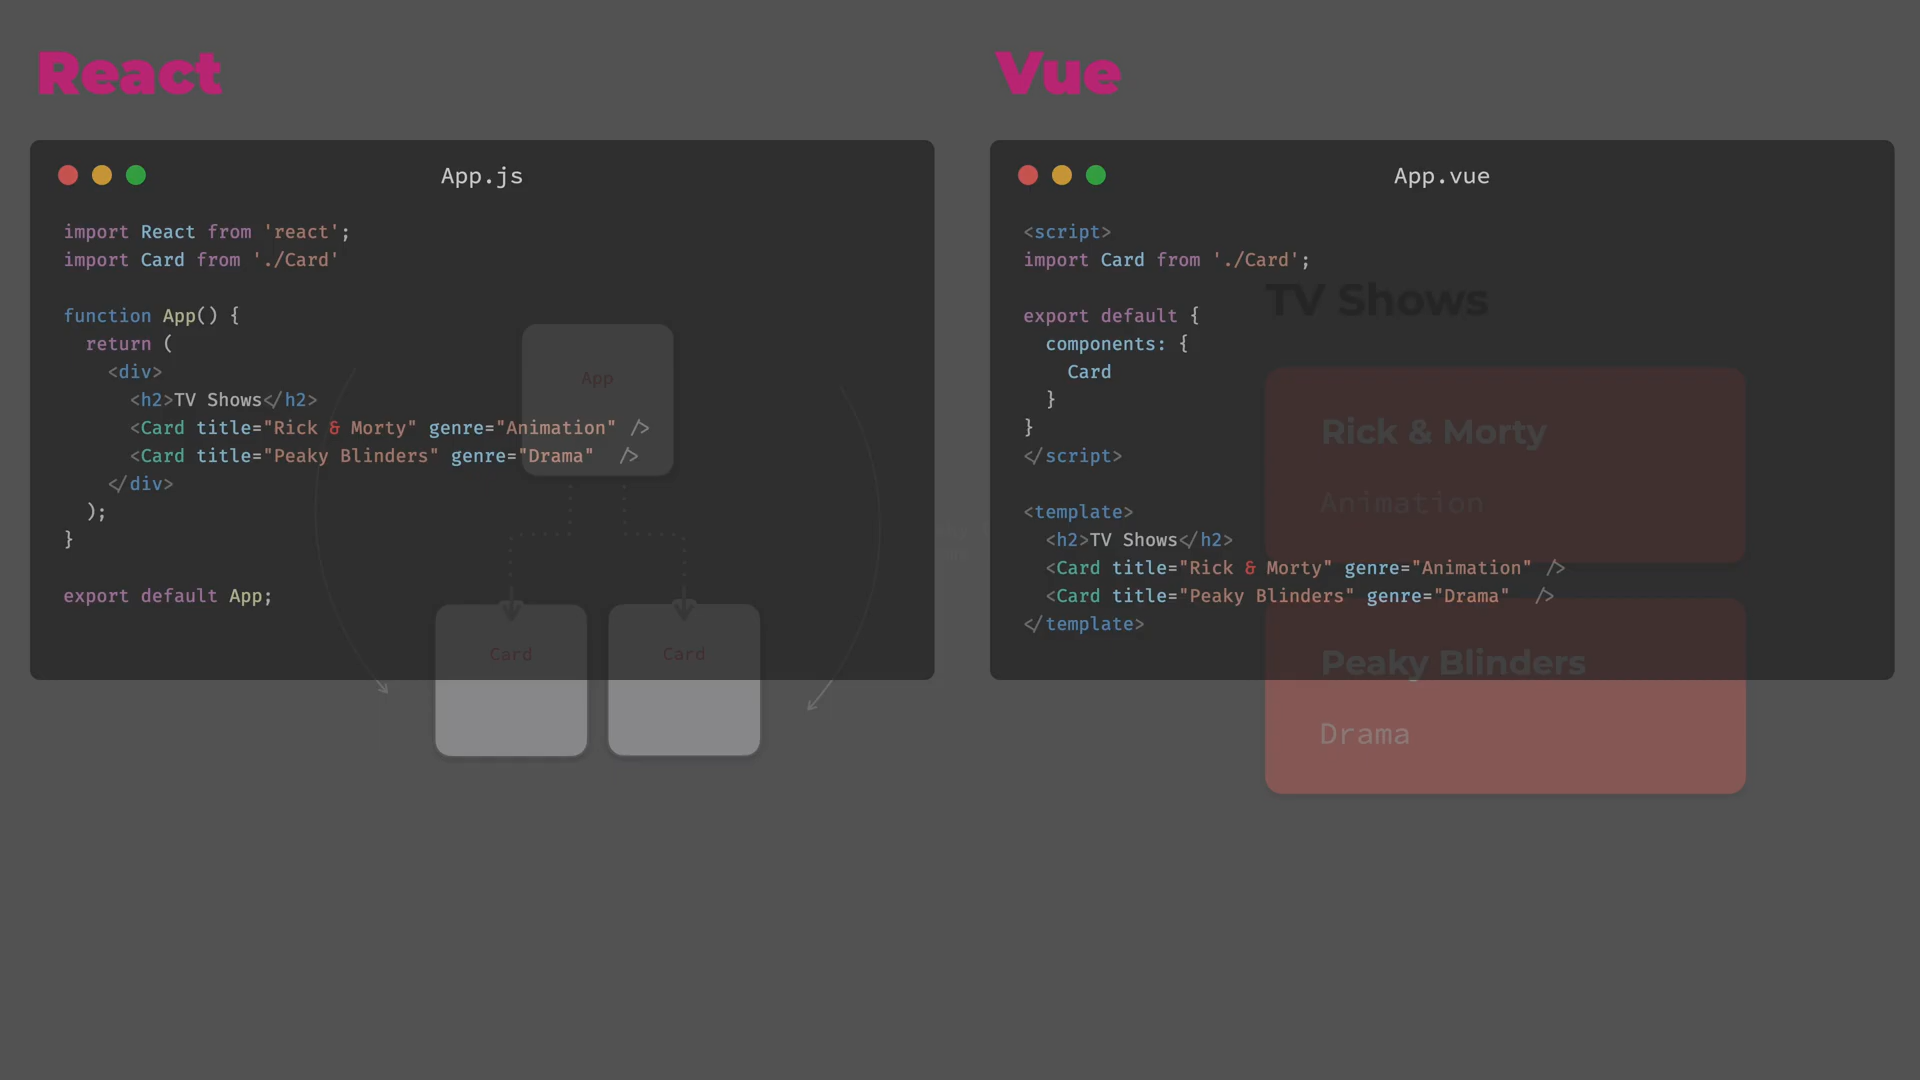 React
App.js
import React from 'react';
import Card from './Card'
function App() {
return (
<div>
<h2>TV Shows</h2>
<Card title="Rick & Morty" genre="Animation" />
<Card title="Peaky Blinders" genre="Drama"  />
</div>
);
}
export default App;
App
Card
Card
Vue
App.vue
<script>
import Card from './Card';
export default {
components: {
Card
}
}
</script>
<template>
<h2>TV Shows</h2>
<Card title="Rick & Morty" genre="Animation" />
<Card title="Peaky Blinders" genre="Drama"  />
</template>
TV Shows
Rick & Morty
Animation
Peaky Blinders
Drama